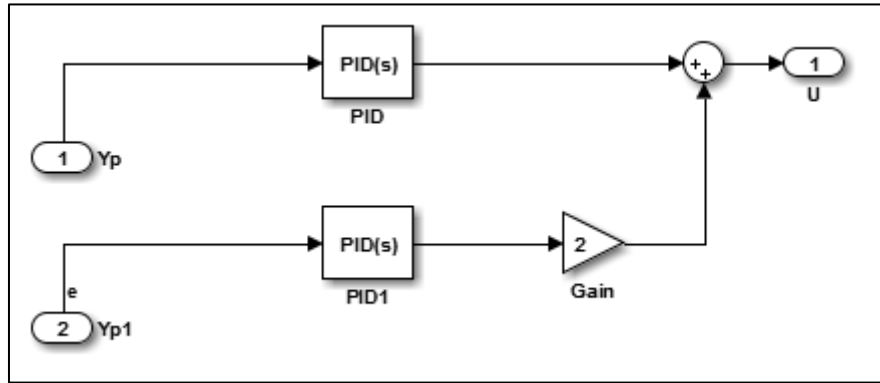 PID(s)
PID
+
+
1
U
1
Yp
PID(s)
PID1
2
Gain
e
2
Yp1